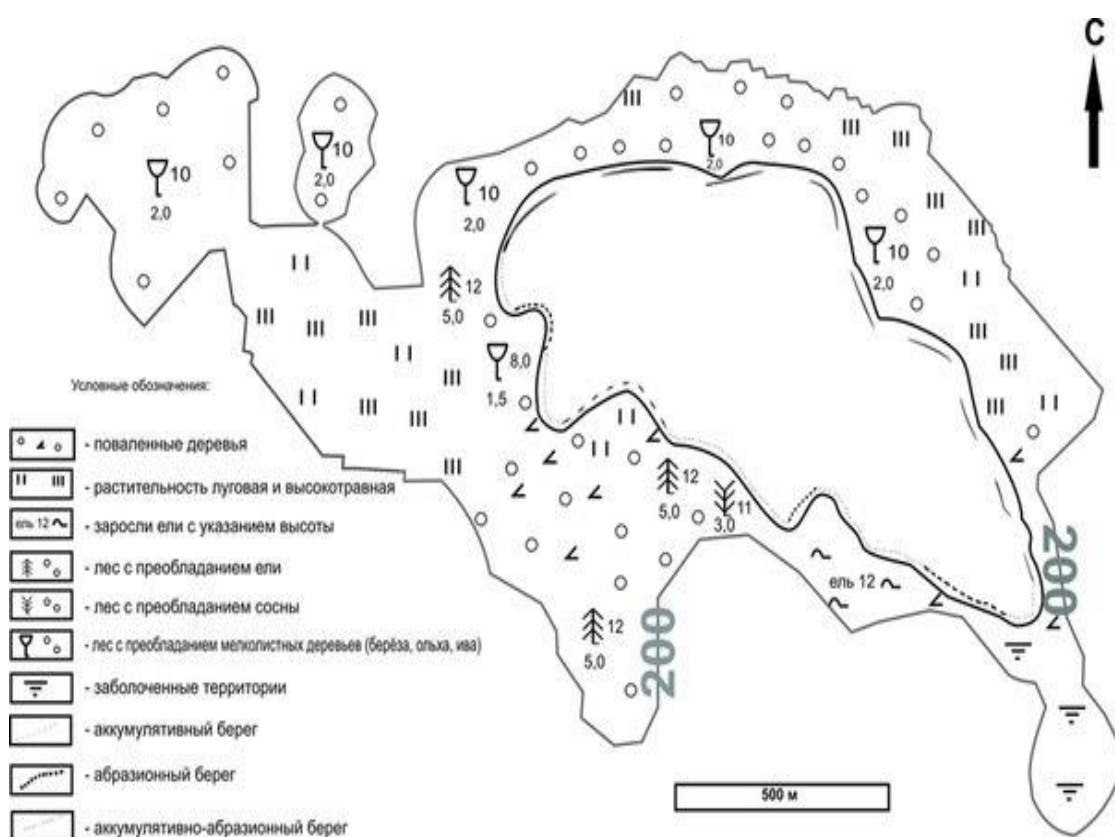 С
10
2,0
10
2,0
10
2,0
10
2,0
10
2,0
12
5,0
8,0
1,5
12
5,0
11
3,0
ель 12
12
5,0
200
200
500 м
Условные обозначения:
- поваленные деревья
- растительность луговая и высокотравная
ель 12 - заросли ели с указанием высоты
- лес с преобладанием ели
- лес с преобладанием сосны
- лес с преобладанием мелколистных деревьев (берёза, ольха, ива)
- заболоченные территории
- аккумулятивный берег
- абразионный берег
- аккумулятивно-абразионный берег